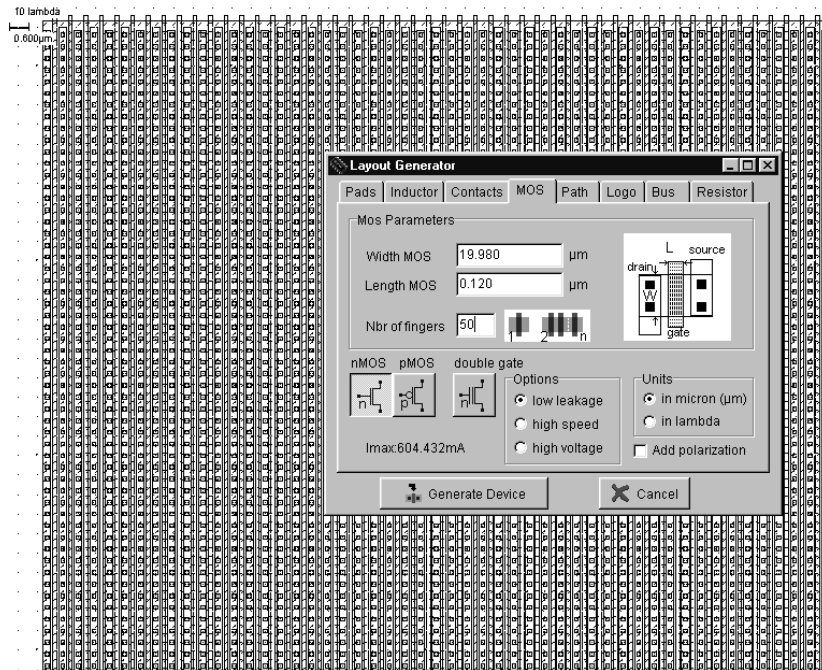 10 lambda
0.600µm
Layout Generator
Pads Inductor Contacts MOS Path Logo Bus Resistor
Mos Parameters
Width MOS 19.980 µm
Length MOS 0.120 µm
Nbr of fingers 50
1 2 n
L source
drain
W
gate
nMOS pMOS double gate
n p n
Options
low leakage
high speed
high voltage
Units
in micron (µm)
in lambda
Imax:604.432mA
Add polarization
Generate Device Cancel